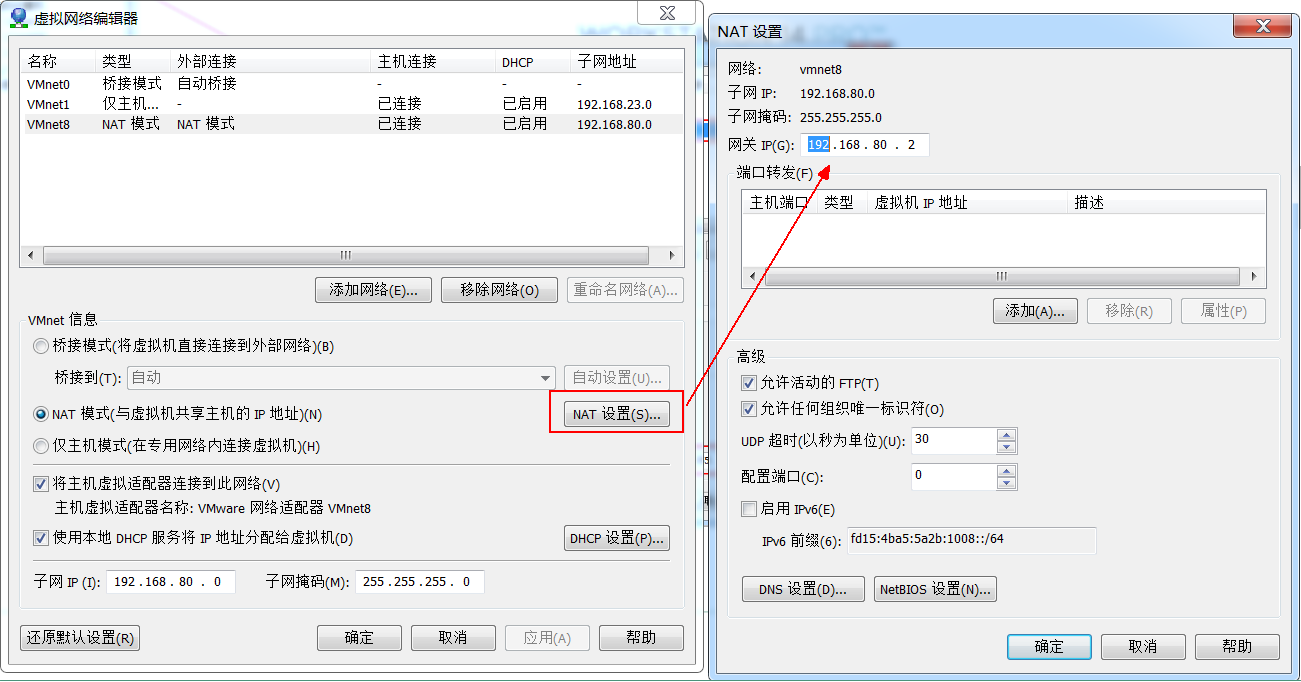 虚拟网络编辑器
名称 类型 外部连接 主机连接 DHCP 子网地址
VMnet0 桥接模式 自动桥接 - - -
VMnet1 仅主机... - 已连接 已启用 192.168.23.0
VMnet8 NAT 模式 NAT 模式 已连接 已启用 192.168.80.0
添加网络(E)... 移除网络(O) 重命名网络(A)...
VMnet 信息
桥接模式(将虚拟机直接连接到外部网络)(B)
桥接到(T): 自动 自动设置(U)...
NAT 模式(与虚拟机共享主机的 IP 地址)(N) NAT 设置(S)...
仅主机模式(在专用网络内连接虚拟机)(H)
将主机虚拟适配器连接到此网络(V)
主机虚拟适配器名称: VMware 网络适配器 VMnet8
使用本地 DHCP 服务将 IP 地址分配给虚拟机(D) DHCP 设置(P)...
子网 IP (I): 192.168.80.0 子网掩码(M): 255.255.255.0
还原默认设置(R) 确定 取消 应用(A) 帮助
NAT 设置
网络: vmnet8
子网 IP: 192.168.80.0
子网掩码: 255.255.255.0
网关 IP(G): 192.168.80.2
端口转发(F)
主机端口 类型 虚拟机 IP 地址 描述
添加(A)... 移除(R) 属性(P)
高级
允许活动的 FTP(T)
允许任何组织唯一标识符(O)
UDP 超时(以秒为单位)(U): 30
配置端口(C): 0
启用 IPv6(E)
IPv6 前缀(6): fd15:4ba5:5a2b:1008::/64
DNS 设置(D)... NetBIOS 设置(N)...
确定 取消 帮助